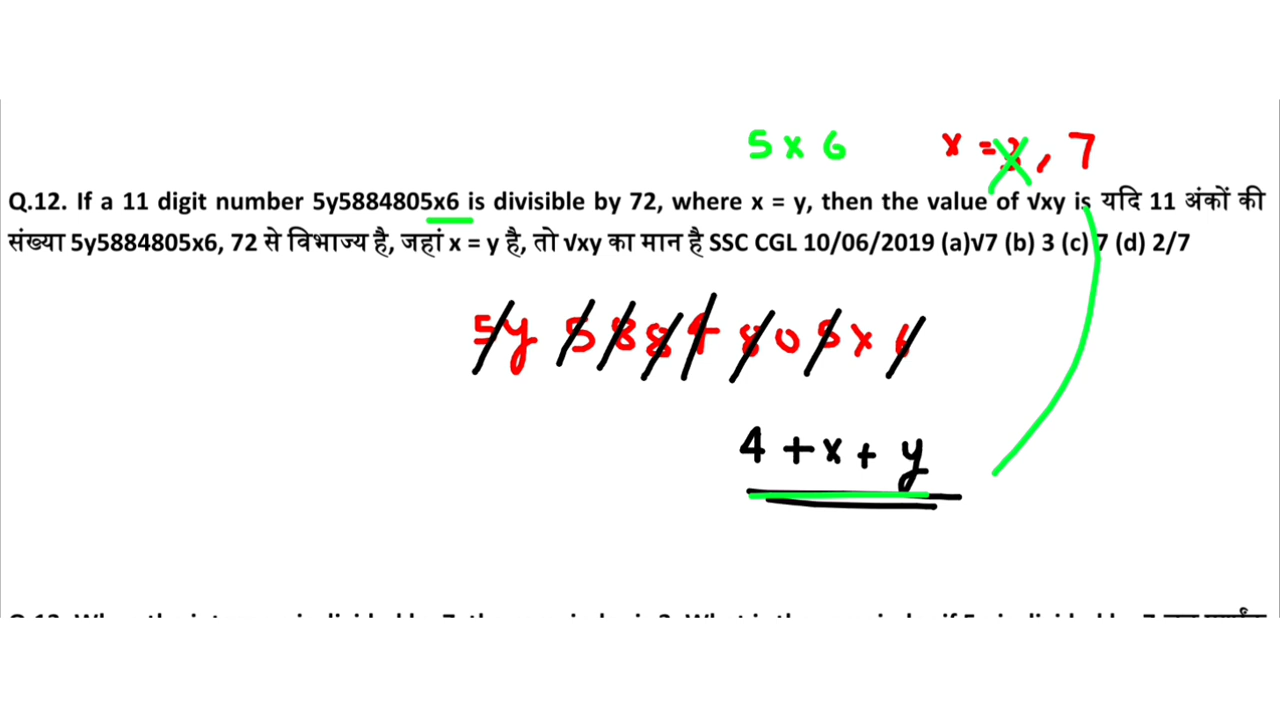 5 x 6 x = 3, 7
Q.12. If a 11 digit number 5y5884805x6 is divisible by 72, where x = y, then the value of √xy is यदि 11 अंकों की
संख्या 5y5884805x6, 72 से विभाज्य है, जहां x = y है, तो √xy का मान है SSC CGL 10/06/2019 (a)√7 (b) 3 (c) 7 (d) 2/7
5y 5 8 8 4 8 0 5 x 6
4 + x + y